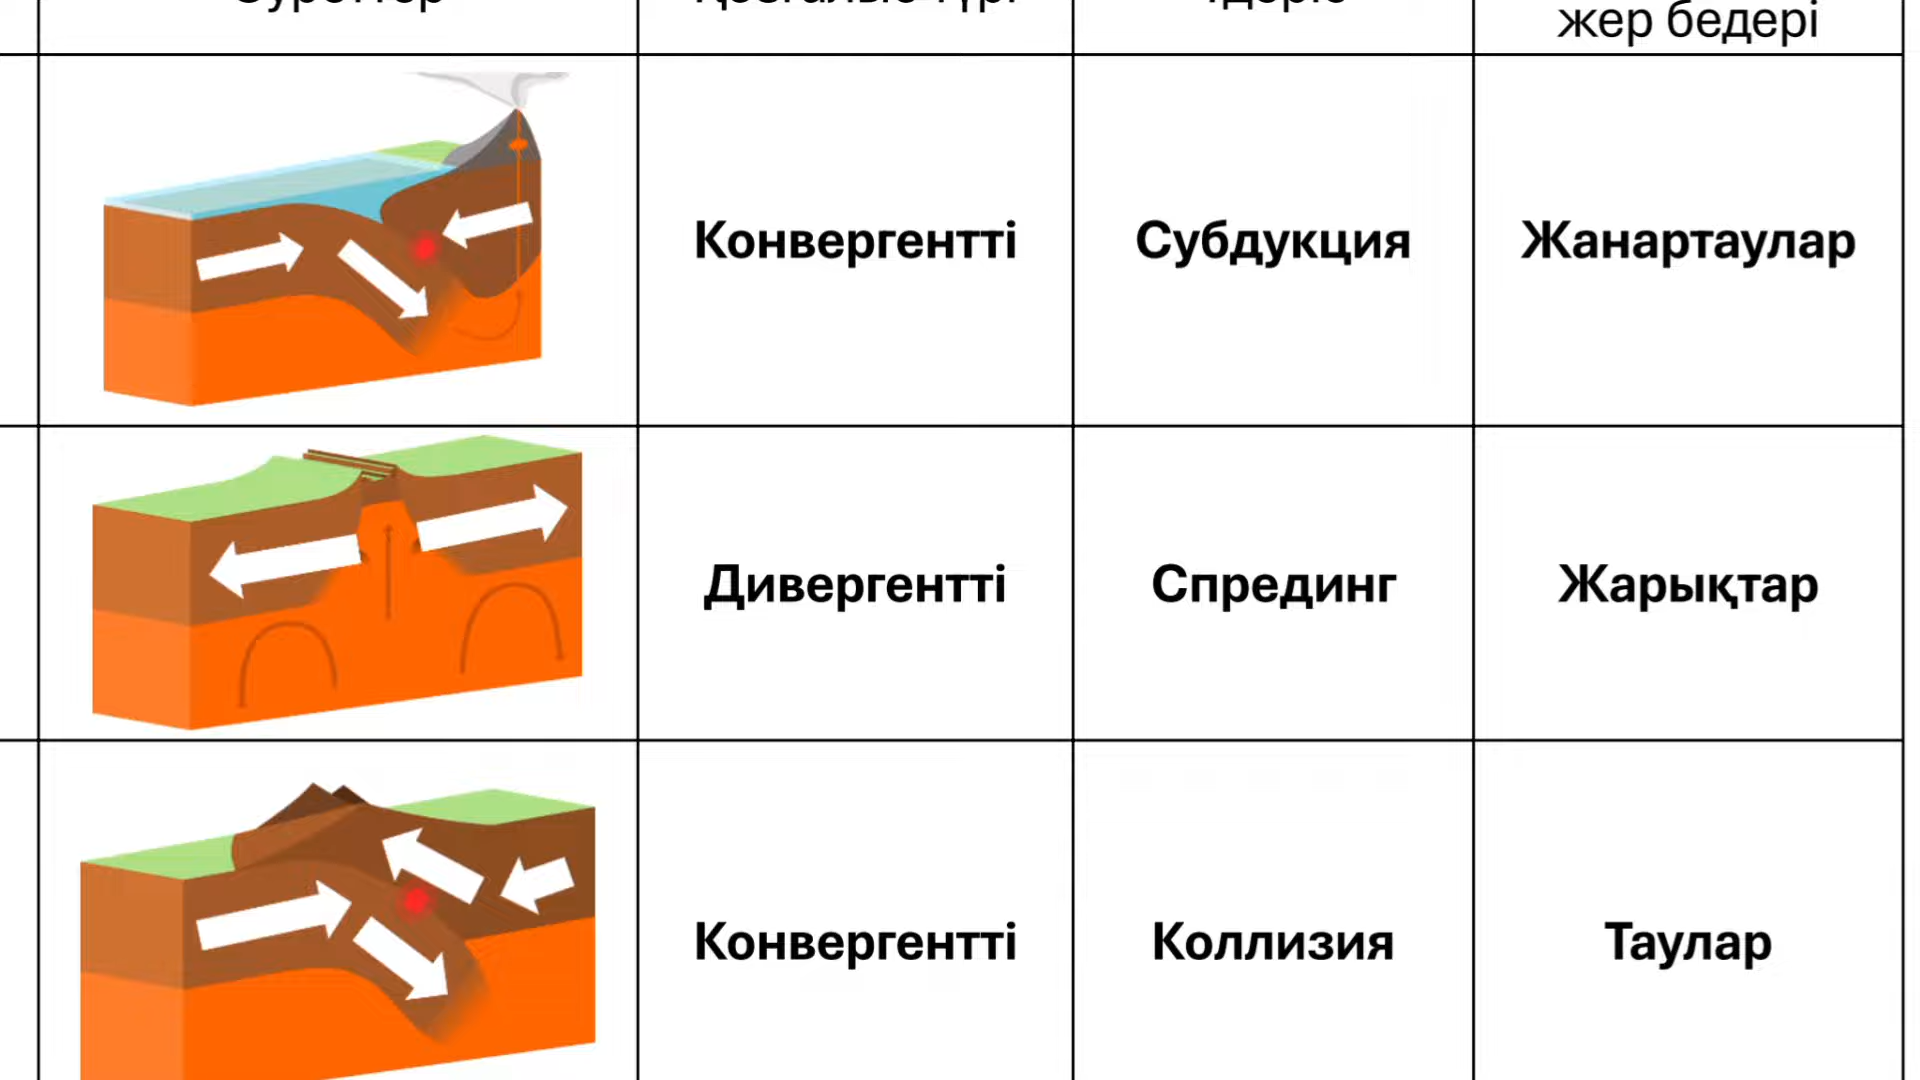 жер бедері
Конвергентті Субдукция Жанартаулар
Дивергентті Спрединг Жарықтар
Конвергентті Коллизия Таулар